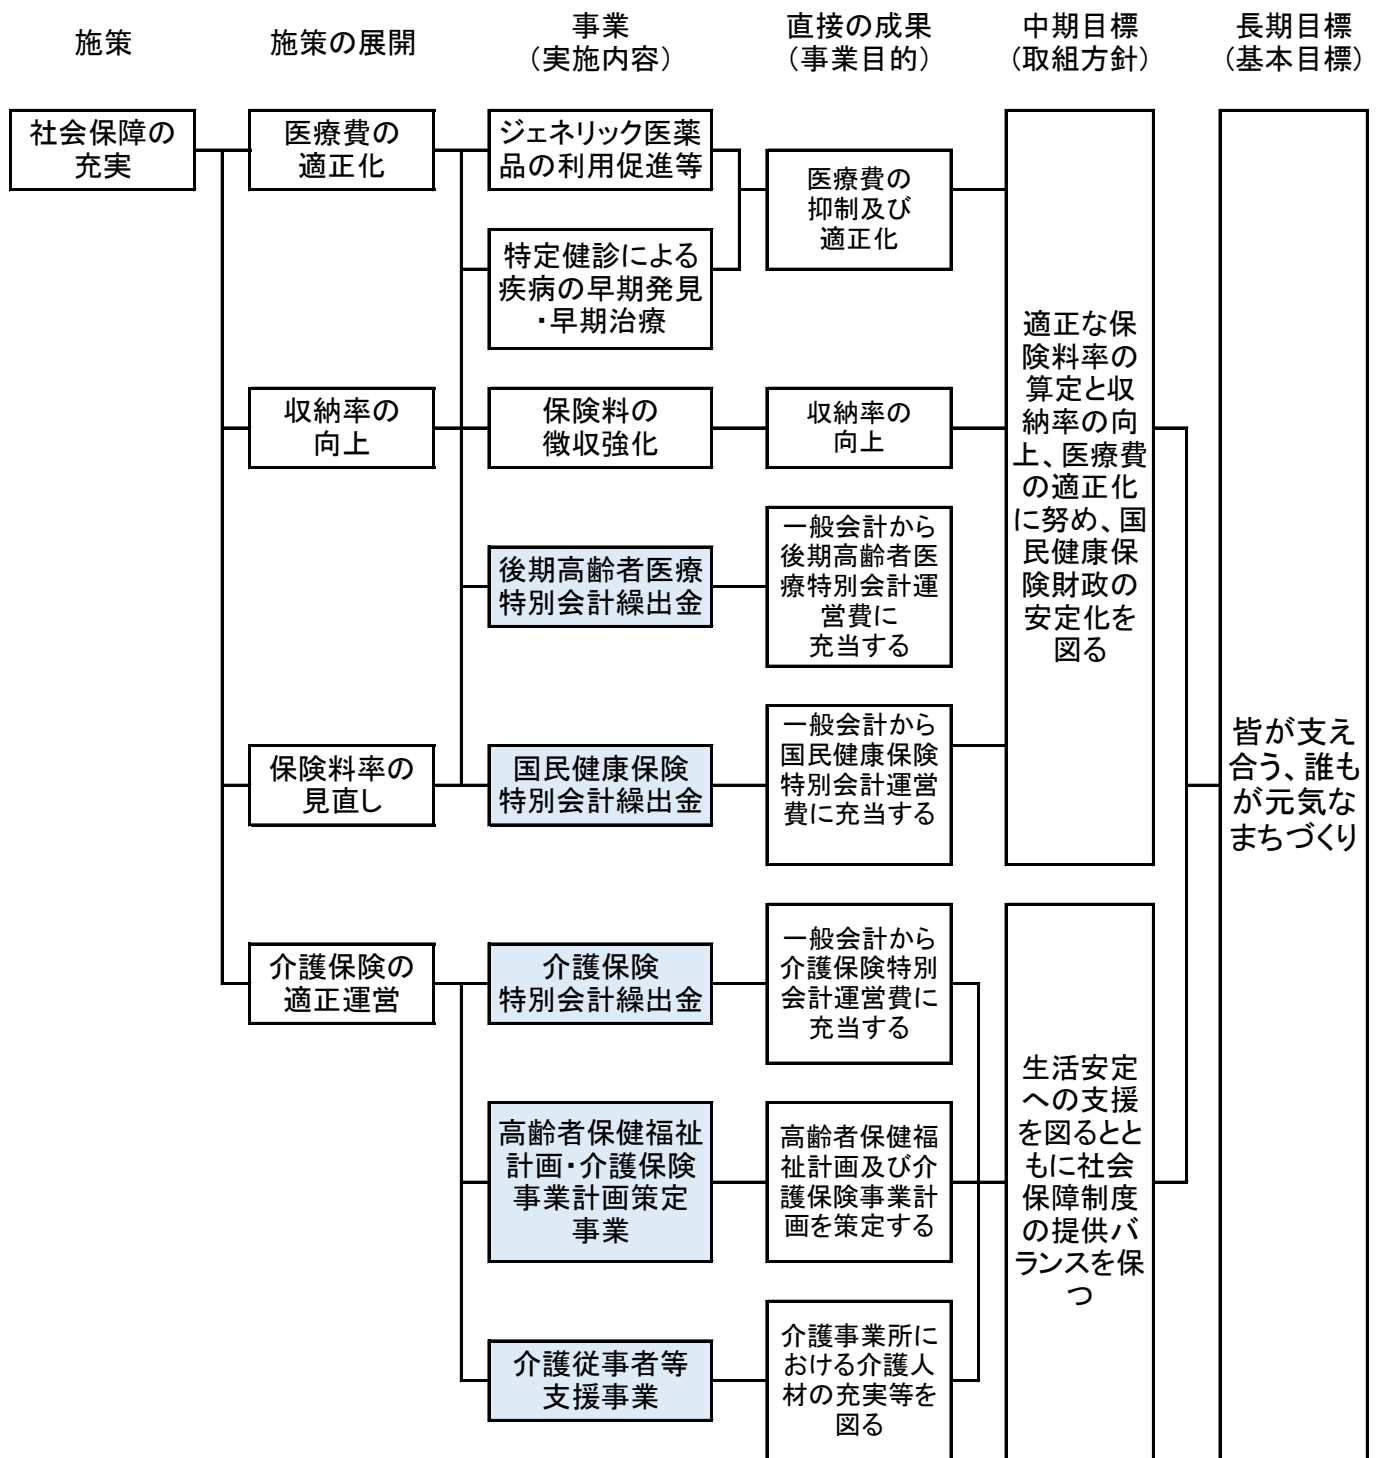 施策
施策の展開
事業
（実施内容）
直接の成果
（事業目的）
中期目標
（取組方針）
長期目標
（基本目標）
社会保障の
充実
医療費の
適正化
ジェネリック医薬
品の利用促進等
医療費の
抑制及び
適正化
特定健診による
疾病の早期発見
・早期治療
収納率の
向上
保険料の
徴収強化
収納率の
向上
後期高齢者医療
特別会計繰出金
一般会計から
後期高齢者医
療特別会計運
営費に
充当する
保険料率の
見直し
国民健康保険
特別会計繰出金
一般会計から
国民健康保険
特別会計運営
費に充当する
適正な保
険料率の
算定と収
納率の向
上、医療費
の適正化
に努め、国
民健康保
険財政の
安定化を
図る
介護保険の
適正運営
介護保険
特別会計繰出金
一般会計から
介護保険特別
会計運営費に
充当する
高齢者保健福祉
計画・介護保険
事業計画策定
事業
高齢者保健福
祉計画及び介
護保険事業計
画を策定する
介護従事者等
支援事業
介護事業所に
おける介護人
材の充実等を
図る
生活安定
への支援
を図るとと
もに社会
保障制度
の提供バ
ランスを保
つ
皆が支え
合う、誰も
が元気な
まちづくり